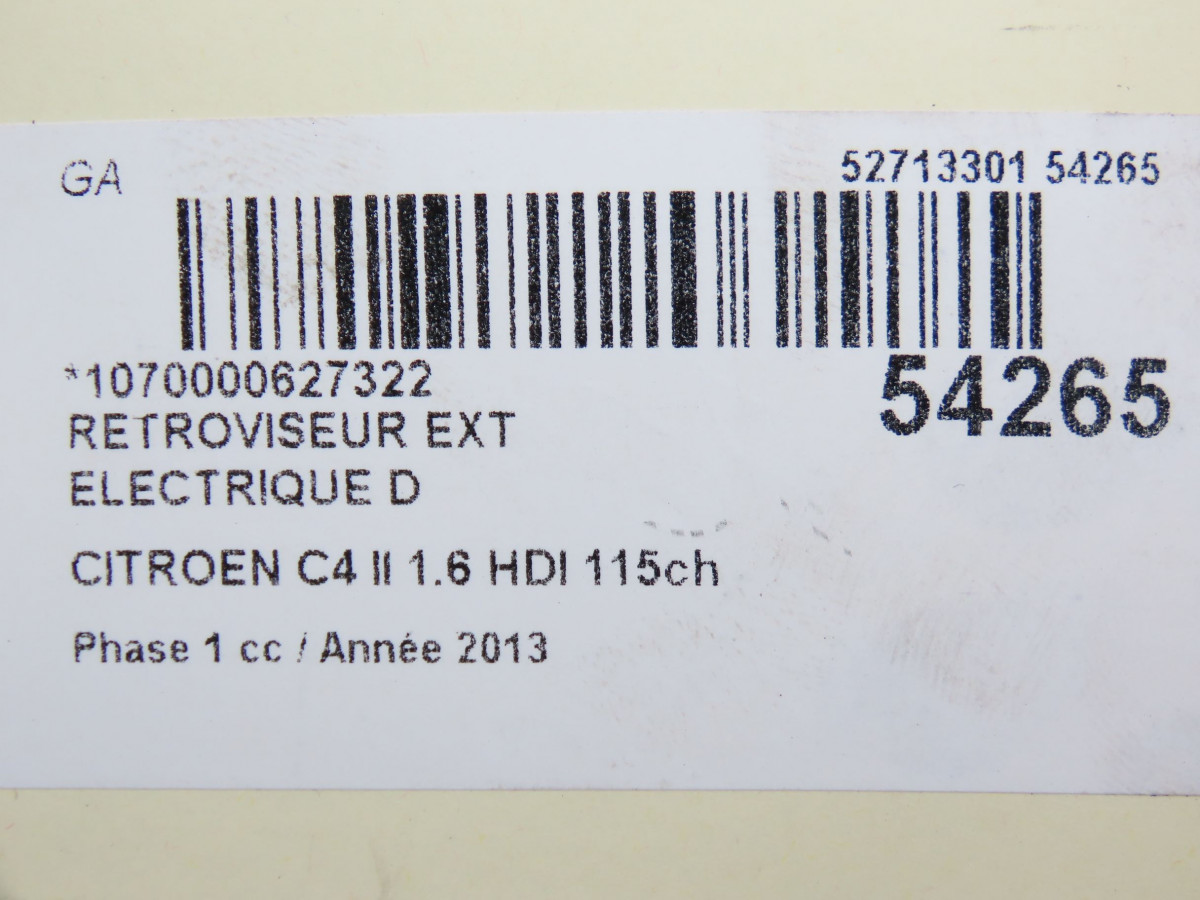 GA
52713301 54265
*1070000627322
54265
RETROVISEUR EXT
ELECTRIQUE D
CITROEN C4 II 1.6 HDI 115ch
Phase 1 cc / Année 2013